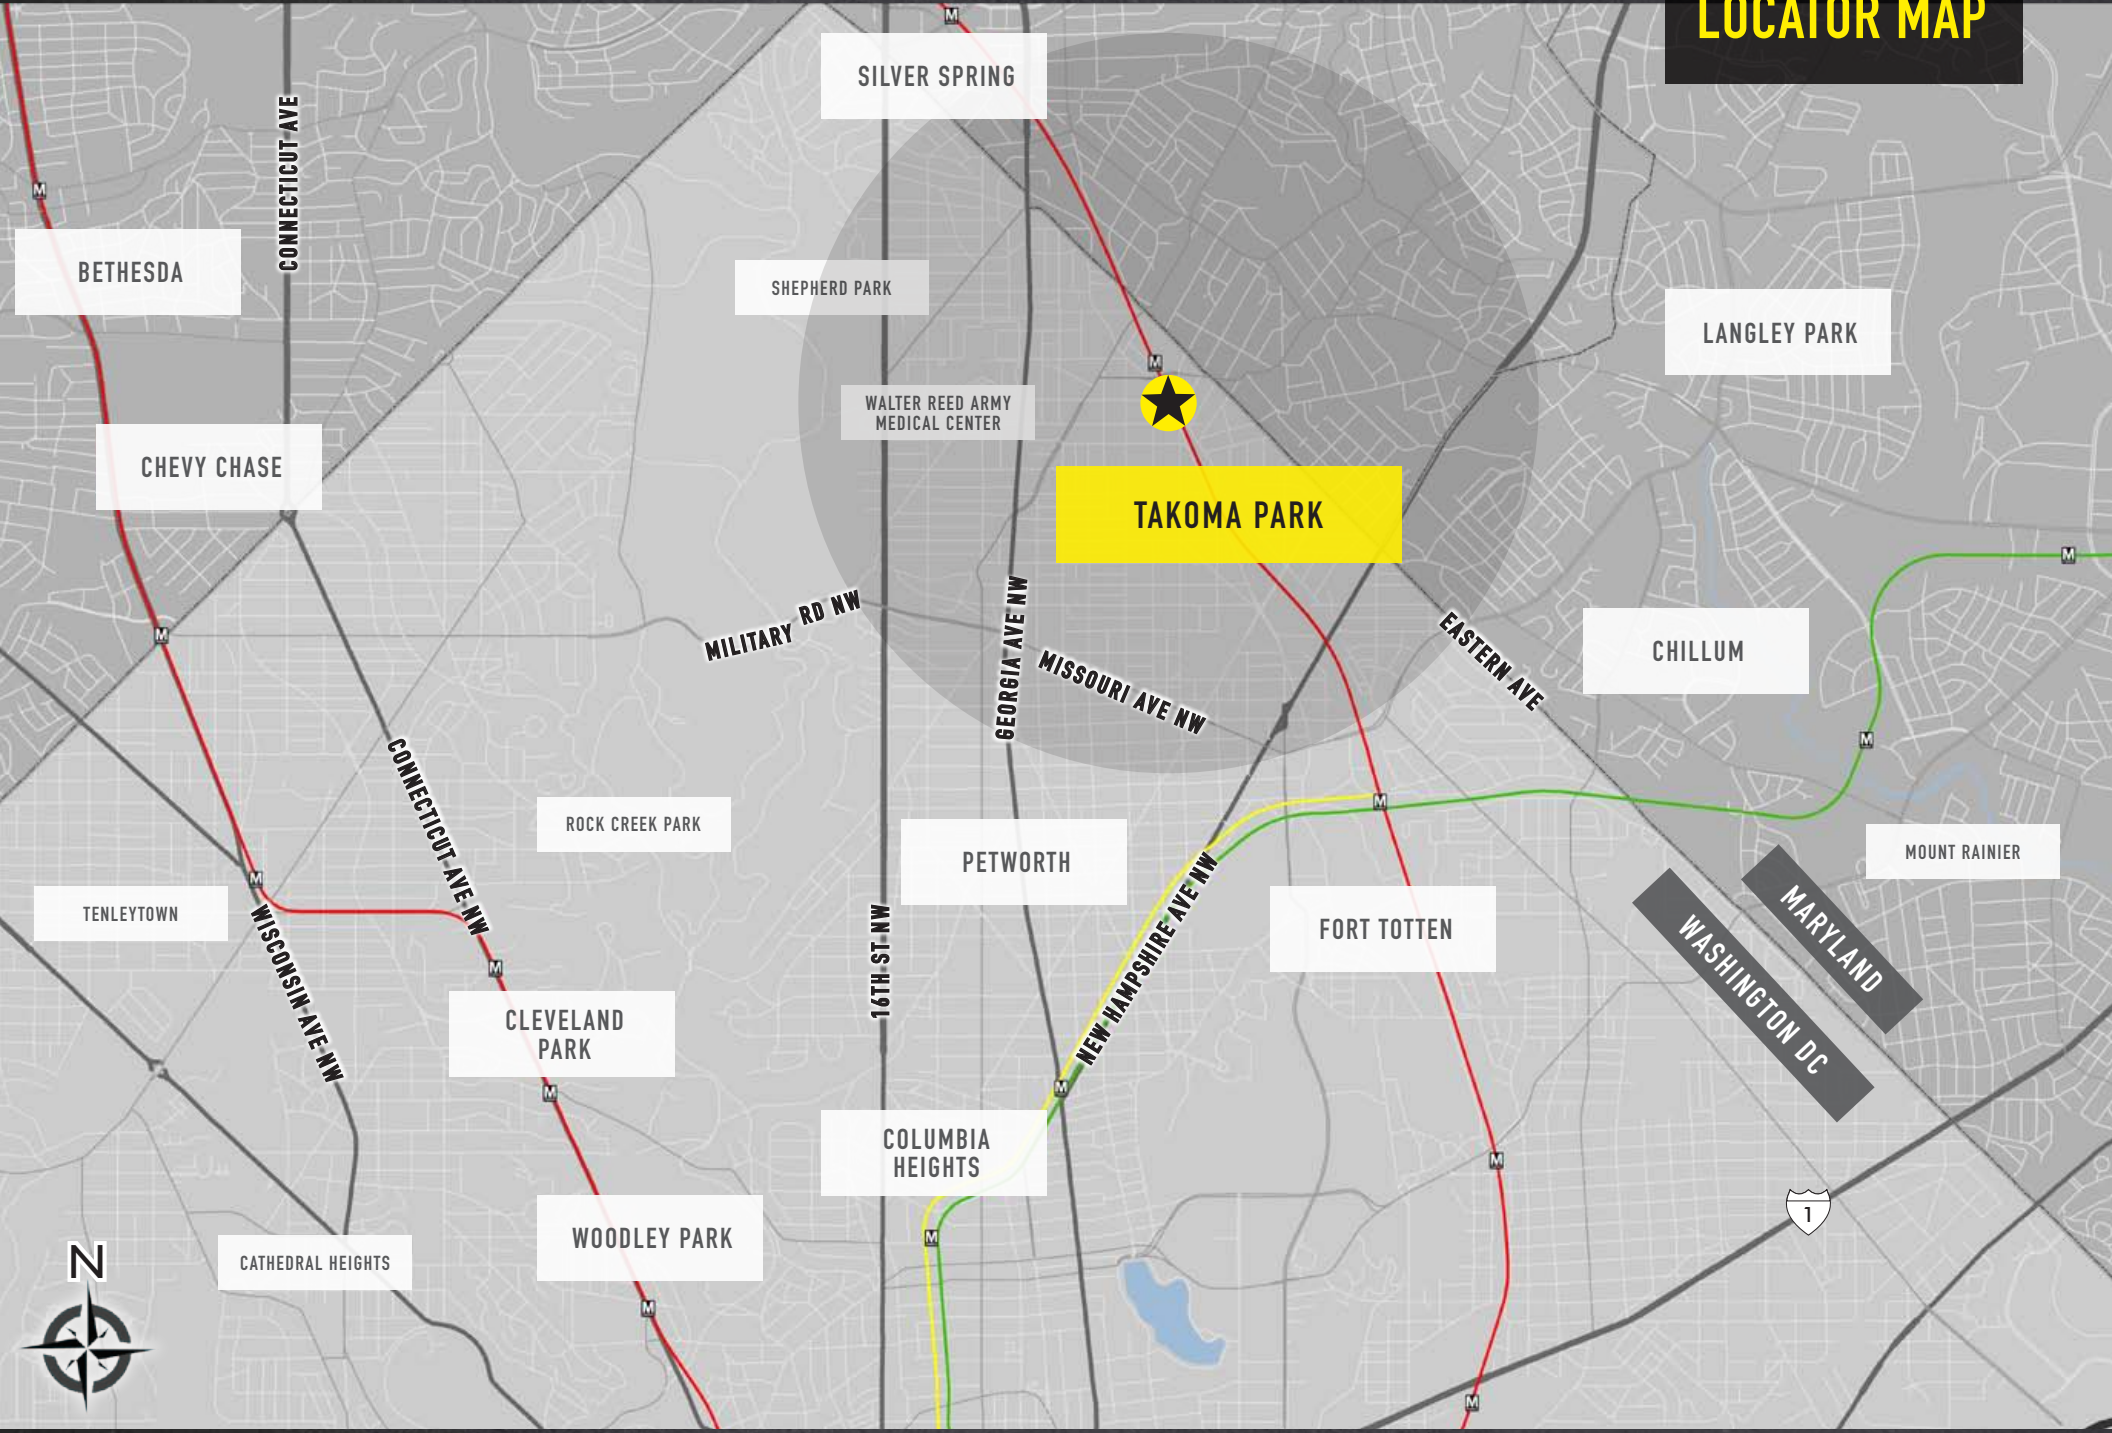 LOCATOR MAP
M
SILVER SPRING
CONNECTICUT AVE
M
BETHESDA
SHEPHERD PARK
LANGLEY PARK
M
WALTER REED ARMY
MEDICAL CENTER
CHEVY CHASE
TAKOMA PARK
M
MILITARY RD NW
GEORGIA AVE NW
MISSOURI AVE NW
EASTERN AVE
CHILLUM
M
M
CONNECTICUT AVE NW
ROCK CREEK PARK
M
PETWORTH
MOUNT RAINIER
M
TENLEYTOWN
WISCONSIN AVE NW
16TH ST NW
NEW HAMPSHIRE AVE NW
FORT TOTTEN
MARYLAND
WASHINGTON DC
M
CLEVELAND
PARK
M
M
COLUMBIA
HEIGHTS
M
1
WOODLEY PARK
M
CATHEDRAL HEIGHTS
N
M
M